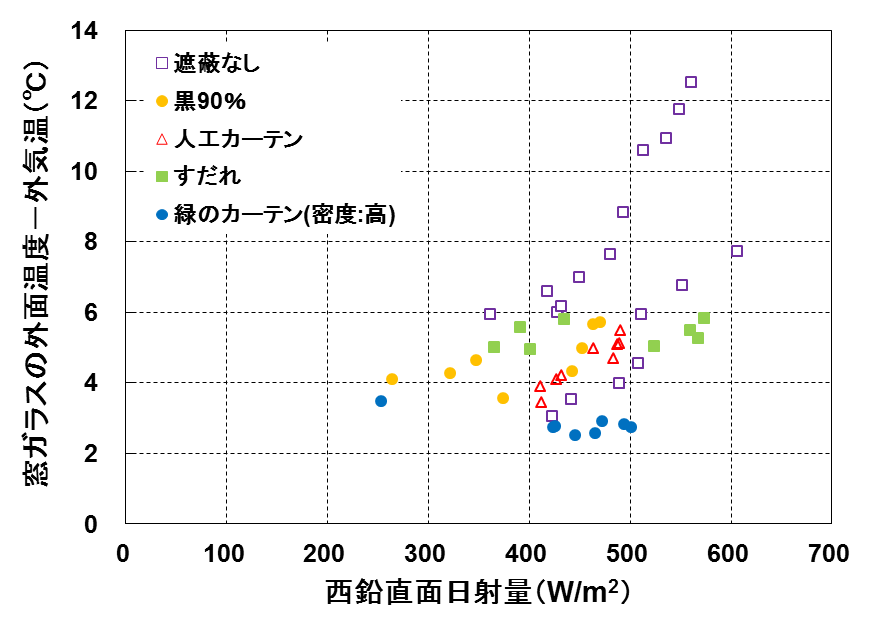 14
12
10
8
6
4
2
0
窓ガラスの外面温度－外気温(℃)
遮蔽なし
黒90%
人工カーテン
すだれ
緑のカーテン(密度:高)
0 100 200 300 400 500 600 700
西鉛直面日射量(W/m²)